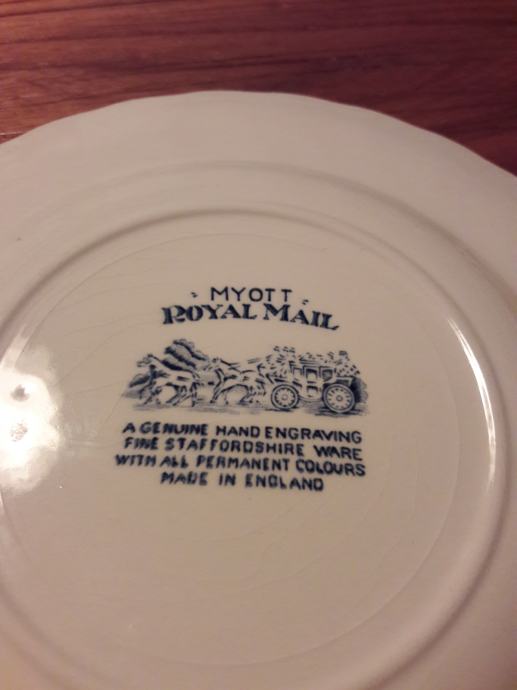 MYOTT
ROYAL MAIL
A GENUINE HAND ENGRAVING
FINE STAFFORDSHIRE WARE
WITH ALL PERMANENT COLOURS
MADE IN ENGLAND